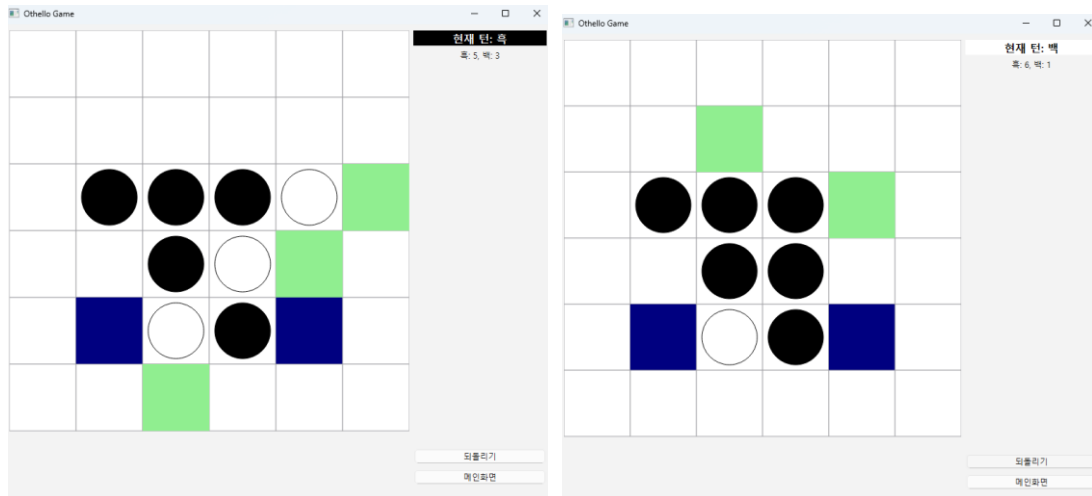 Othello Game
현재 턴: 흑
흑: 5, 백: 3
되돌리기
메인화면
Othello Game
현재 턴: 백
흑: 6, 백: 1
되돌리기
메인화면